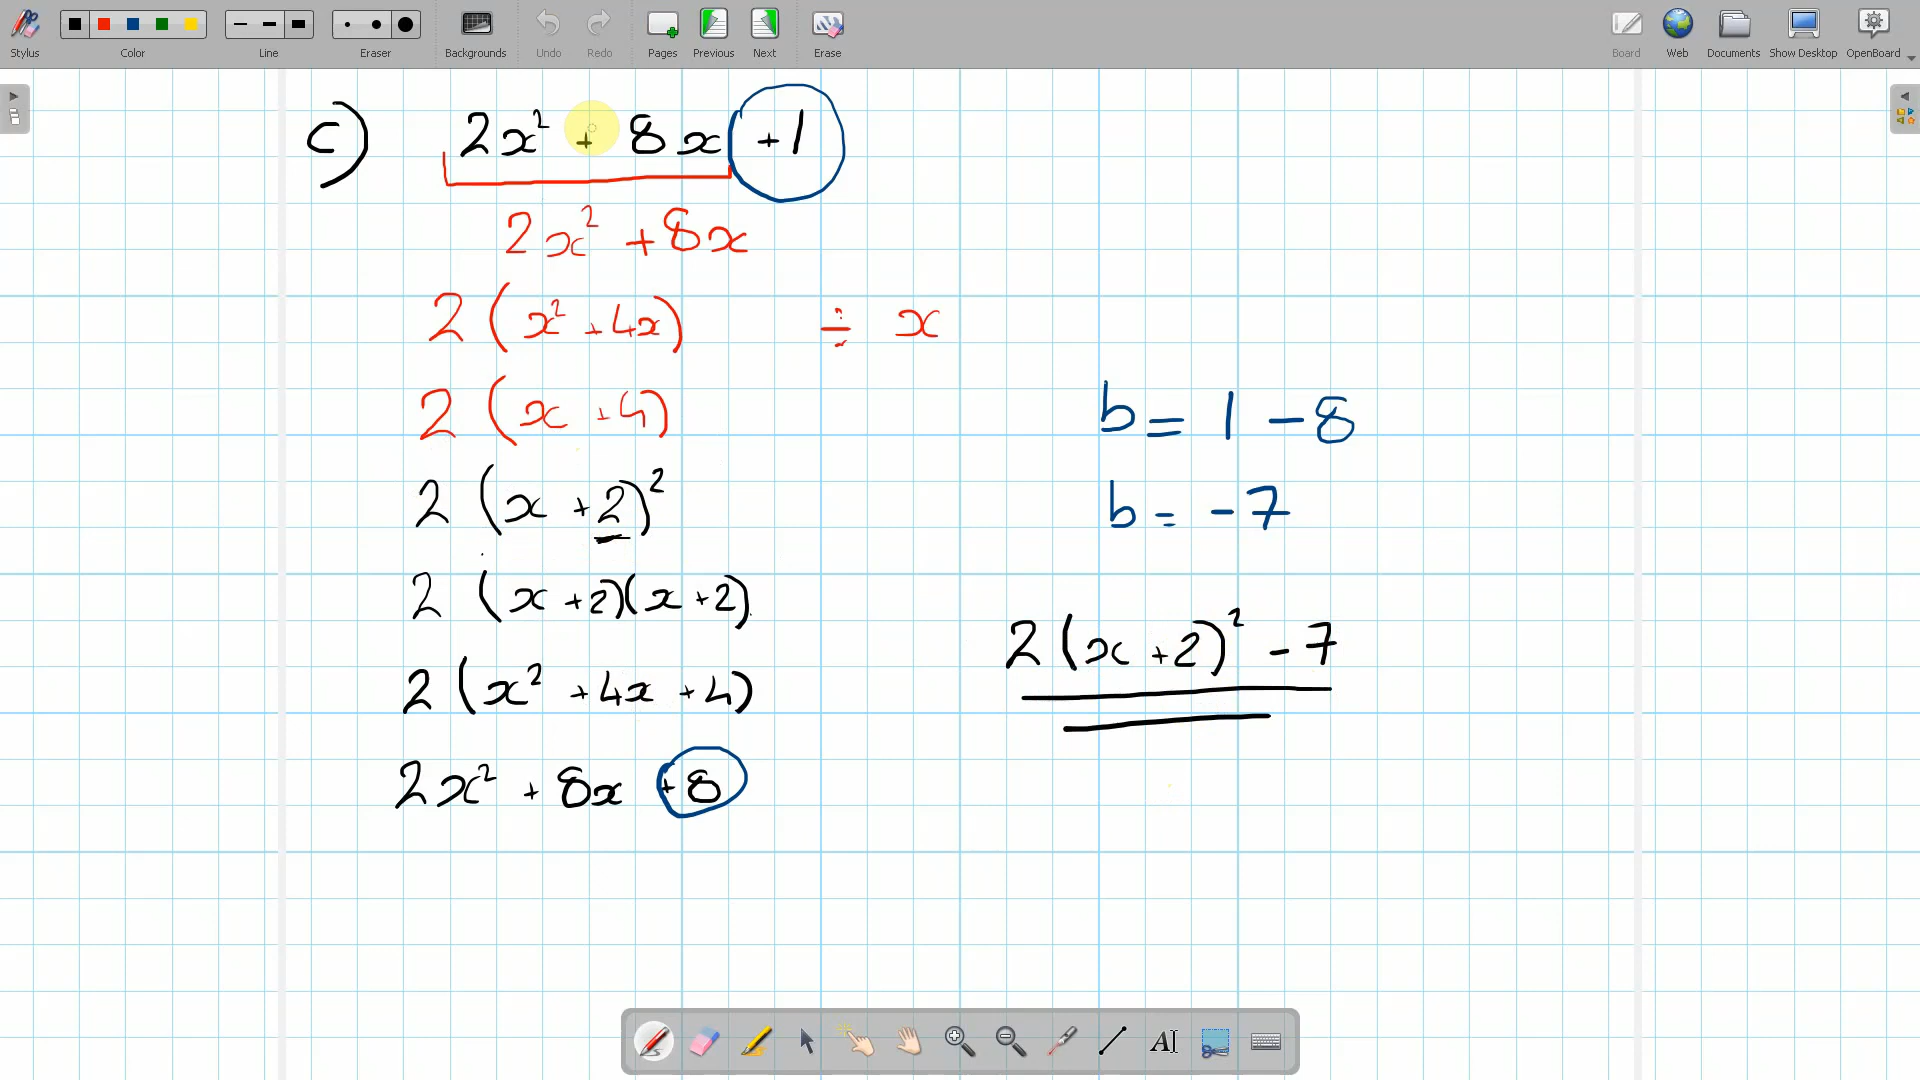 Stylus Color Line Eraser Backgrounds Undo Redo Pages Previous Next Erase Board Web Documents Show Desktop OpenBoard
c) 2x² + 8x + 1
2x² + 8x
2 (x² + 4x) ÷ x
2 (x + 4)
2 (x + 2)²
2 (x + 2)(x + 2)
2 (x² + 4x + 4)
2x² + 8x + 8
b = 1 - 8
b = - 7
2 (x + 2)² - 7
AI